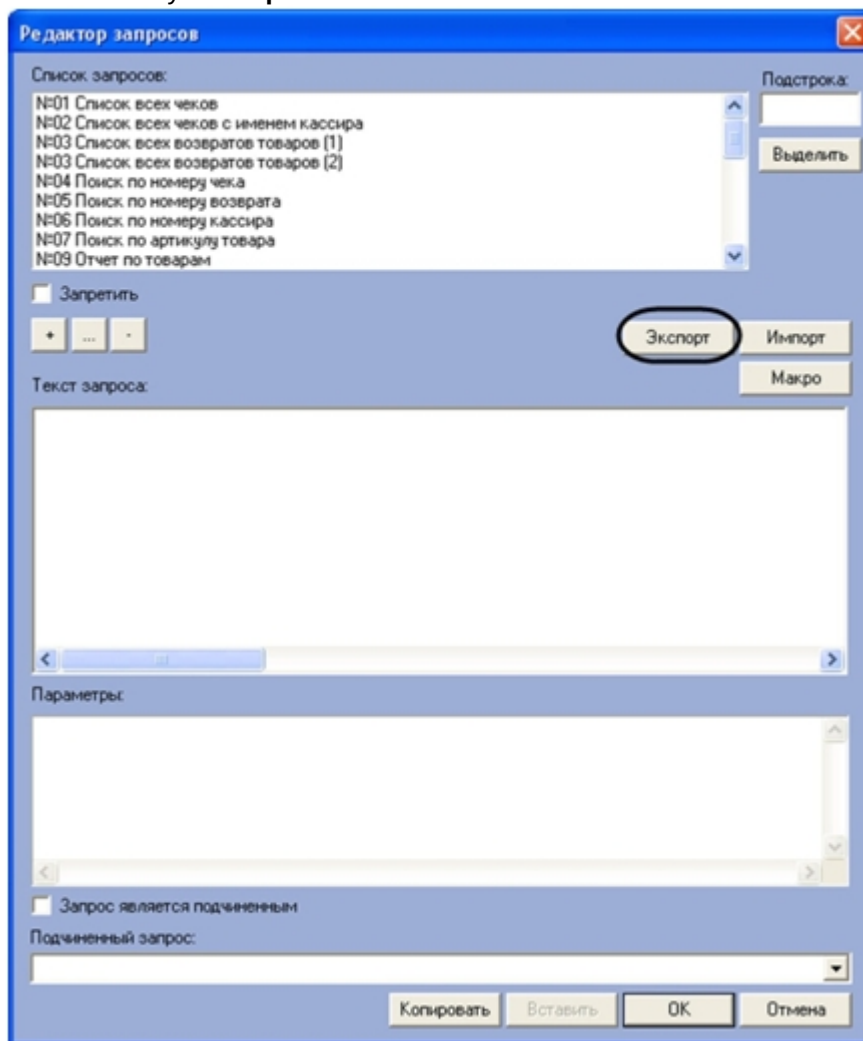 Редактор запросов
Список запросов:
Подстрока:
№01 Список всех чеков
№02 Список всех чеков с именем кассира
№03 Список всех возвратов товаров (1)
№03 Список всех возвратов товаров (2)
№04 Поиск по номеру чека
№05 Поиск по номеру возврата
№06 Поиск по номеру кассира
№07 Поиск по артикулу товара
№09 Отчет по товарам
Выделить
Запретить
+ ... -
Экспорт
Импорт
Макро
Текст запроса:
Параметры:
Запрос является подчиненным
Подчиненный запрос:
Копировать
Вставить
OK
Отмена